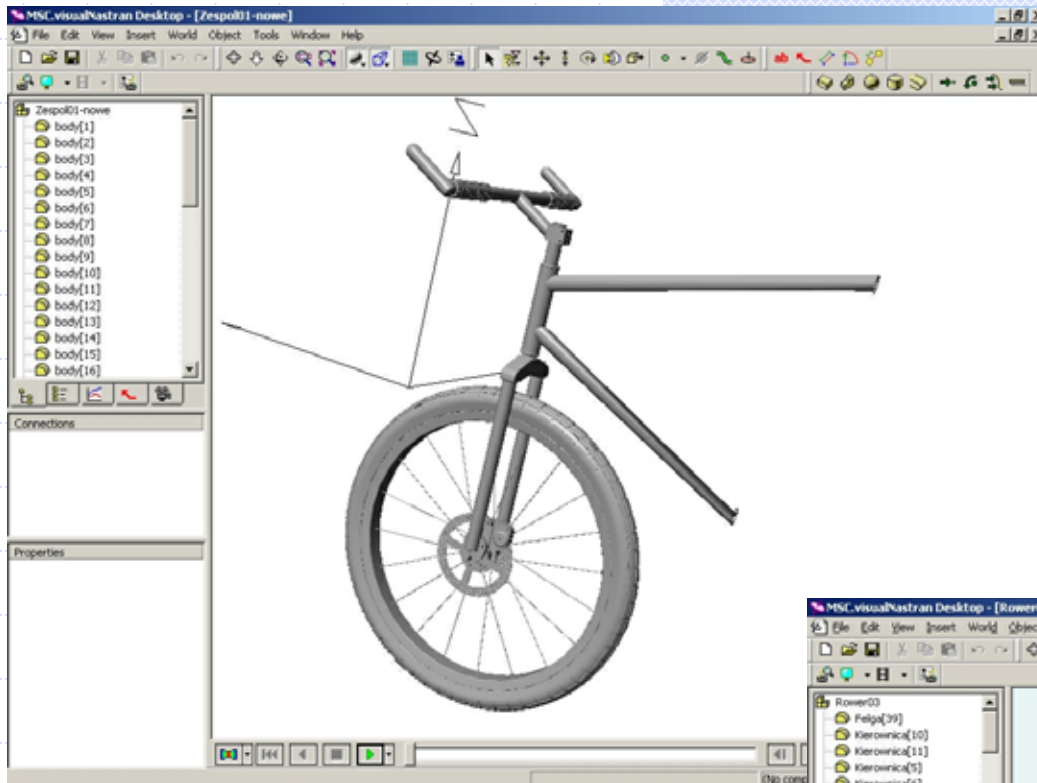 MSC.visualNastran Desktop - [Zespol01-nowe]
File Edit View Insert World Object Tools Window Help
Zespol01-nowe
body[1]
body[2]
body[3]
body[4]
body[5]
body[6]
body[7]
body[8]
body[9]
body[10]
body[11]
body[12]
body[13]
body[14]
body[15]
body[16]
Connections
Properties
(No comp
MSC.visualNastran Desktop - [Rower
File Edit View Insert World Objec
Rower03
Felga[39]
Kierownica[10]
Kierownica[11]
Kierownica[5]